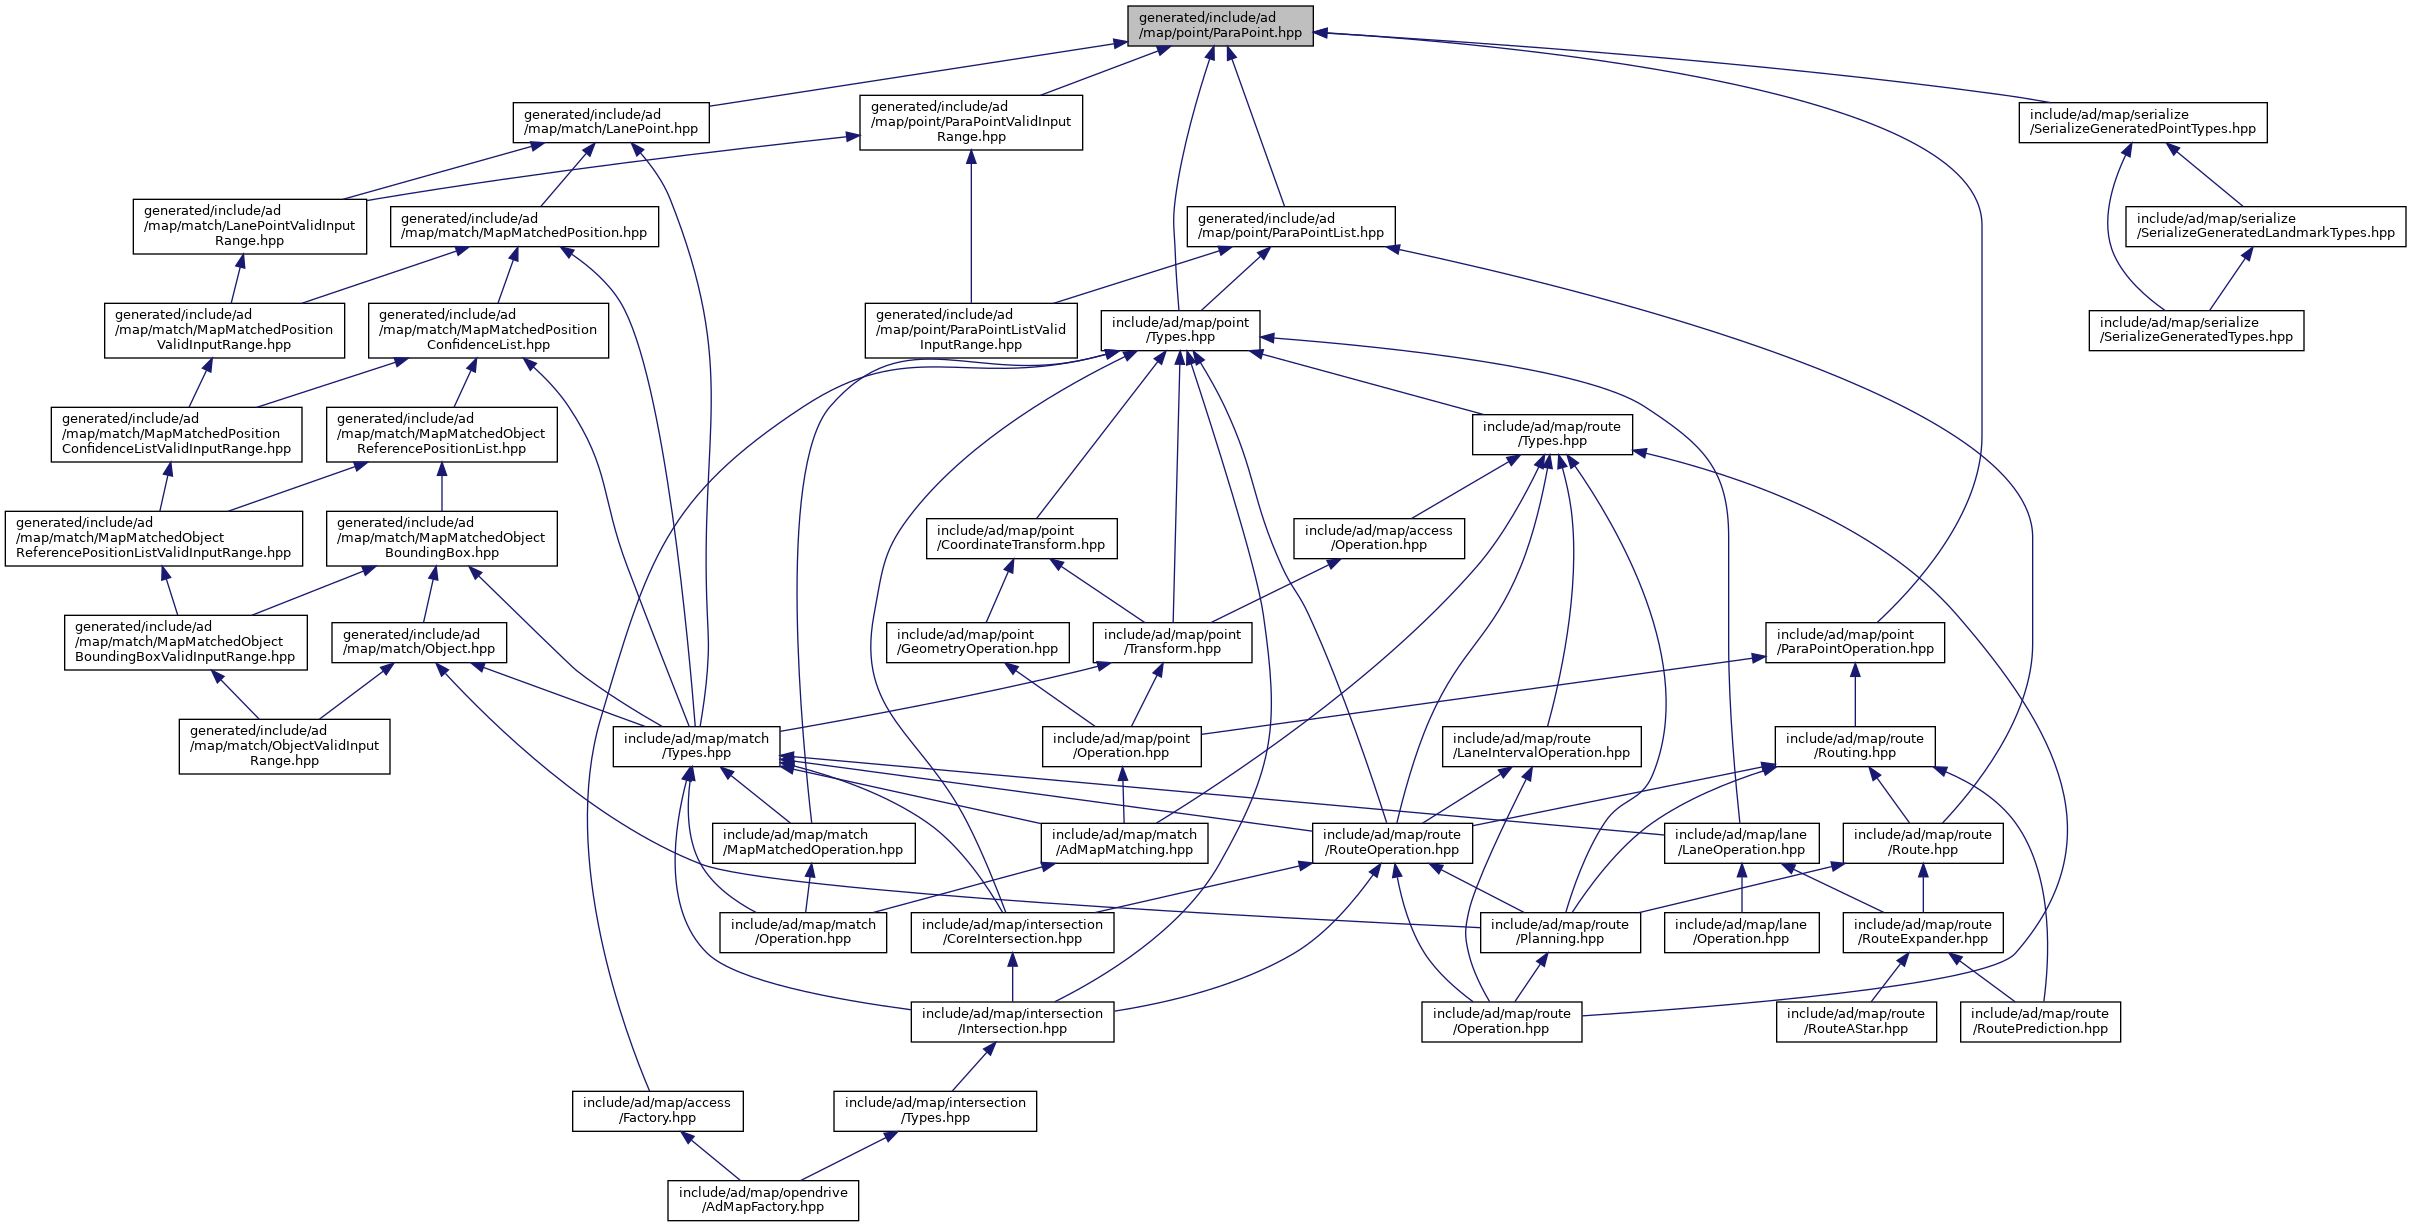 generated/include/ad
/map/point/ParaPoint.hpp
generated/include/ad
/map/match/LanePoint.hpp
generated/include/ad
/map/point/ParaPointValidInput
Range.hpp
include/ad/map/serialize
/SerializeGeneratedPointTypes.hpp
generated/include/ad
/map/match/LanePointValidInput
Range.hpp
generated/include/ad
/map/match/MapMatchedPosition.hpp
generated/include/ad
/map/point/ParaPointList.hpp
include/ad/map/serialize
/SerializeGeneratedLandmarkTypes.hpp
generated/include/ad
/map/match/MapMatchedPosition
ValidInputRange.hpp
generated/include/ad
/map/match/MapMatchedPosition
ConfidenceList.hpp
generated/include/ad
/map/point/ParaPointListValid
InputRange.hpp
include/ad/map/point
/Types.hpp
include/ad/map/serialize
/SerializeGeneratedTypes.hpp
generated/include/ad
/map/match/MapMatchedPosition
ConfidenceListValidInputRange.hpp
generated/include/ad
/map/match/MapMatchedObject
ReferencePositionList.hpp
include/ad/map/route
/Types.hpp
generated/include/ad
/map/match/MapMatchedObject
ReferencePositionListValidInputRange.hpp
generated/include/ad
/map/match/MapMatchedObject
BoundingBox.hpp
include/ad/map/point
/CoordinateTransform.hpp
include/ad/map/access
/Operation.hpp
generated/include/ad
/map/match/MapMatchedObject
BoundingBoxValidInputRange.hpp
generated/include/ad
/map/match/Object.hpp
include/ad/map/point
/GeometryOperation.hpp
include/ad/map/point
/Transform.hpp
include/ad/map/point
/ParaPointOperation.hpp
generated/include/ad
/map/match/ObjectValidInput
Range.hpp
include/ad/map/match
/Types.hpp
include/ad/map/point
/Operation.hpp
include/ad/map/route
/LaneIntervalOperation.hpp
include/ad/map/route
/Routing.hpp
include/ad/map/match
/MapMatchedOperation.hpp
include/ad/map/match
/AdMapMatching.hpp
include/ad/map/route
/RouteOperation.hpp
include/ad/map/lane
/LaneOperation.hpp
include/ad/map/route
/Route.hpp
include/ad/map/match
/Operation.hpp
include/ad/map/intersection
/CoreIntersection.hpp
include/ad/map/route
/Planning.hpp
include/ad/map/lane
/Operation.hpp
include/ad/map/route
/RouteExpander.hpp
include/ad/map/intersection
/Intersection.hpp
include/ad/map/route
/Operation.hpp
include/ad/map/route
/RouteAStar.hpp
include/ad/map/route
/RoutePrediction.hpp
include/ad/map/access
/Factory.hpp
include/ad/map/intersection
/Types.hpp
include/ad/map/opendrive
/AdMapFactory.hpp